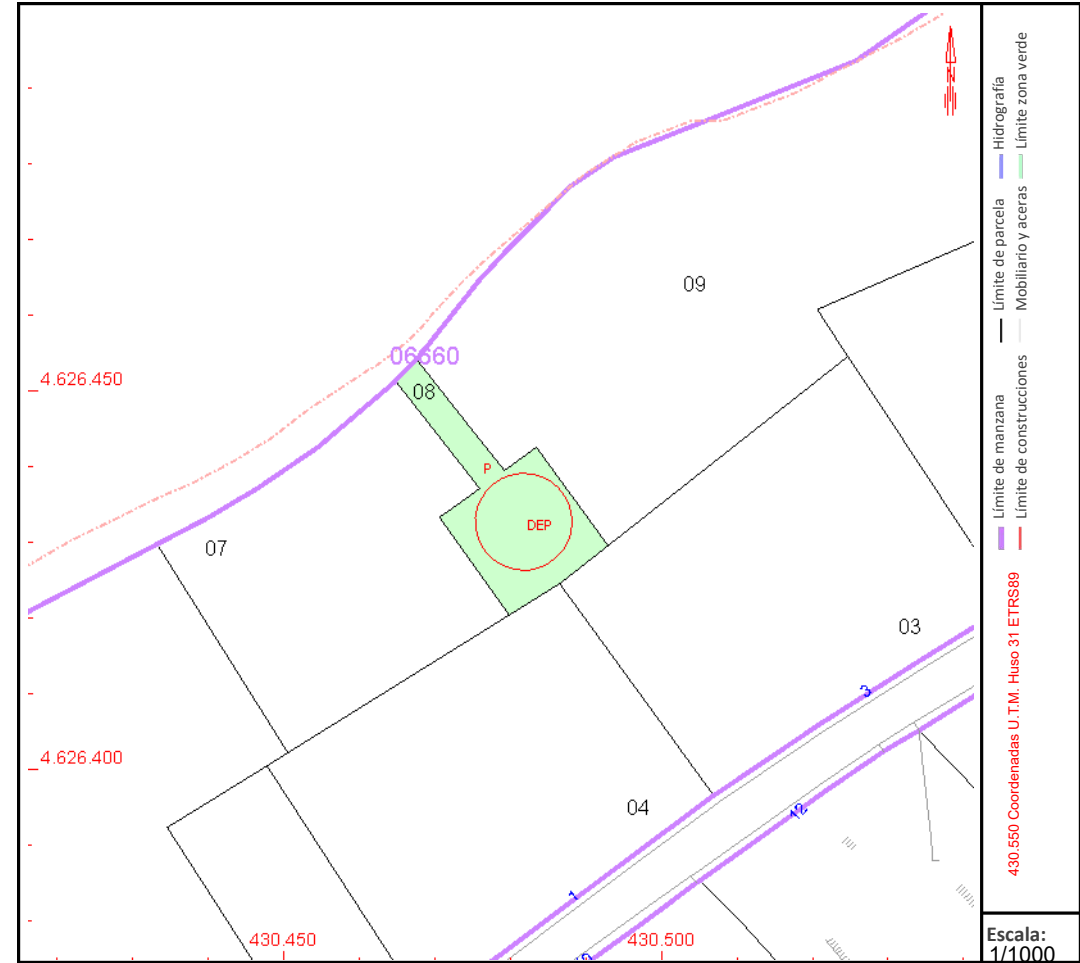 09
06660
4.626.450
08
P
DEP
07
03
3
4.626.400
04
12
1
430.450
430.500
Límite de manzana
Límite de construcciones
Límite de parcela
Mobiliario y aceras
Hidrografía
Límite zona verde
430.550 Coordenadas U.T.M. Huso 31 ETRS89
N
Escala:
1/1000